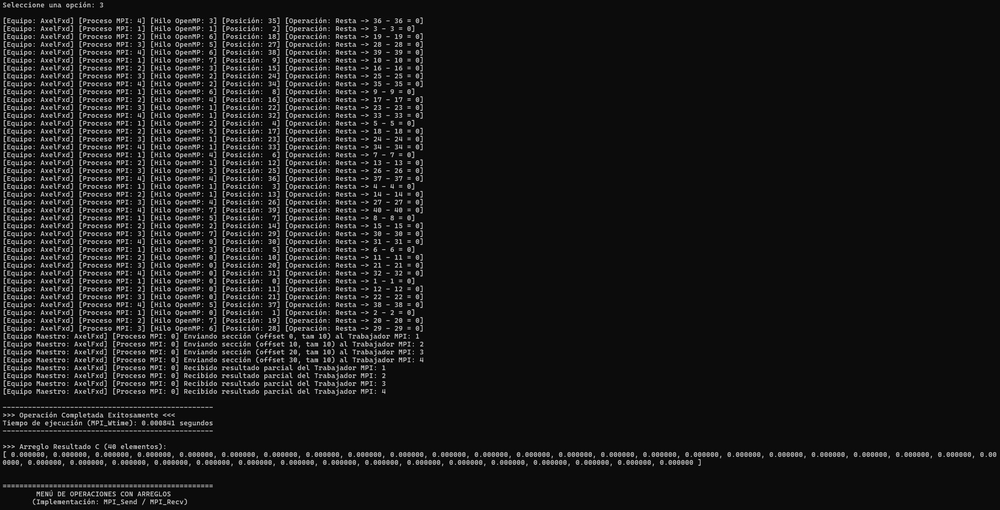 Seleccione una opción: 3
[Equipo: AxelFxd] [Proceso MPI: 4] [Hilo OpenMP: 3] [Posición: 35] [Operación: Resta -> 36 - 36 = 0]
[Equipo: AxelFxd] [Proceso MPI: 1] [Hilo OpenMP: 1] [Posición:  2] [Operación: Resta -> 3 - 3 = 0]
[Equipo: AxelFxd] [Proceso MPI: 2] [Hilo OpenMP: 6] [Posición: 18] [Operación: Resta -> 19 - 19 = 0]
[Equipo: AxelFxd] [Proceso MPI: 3] [Hilo OpenMP: 5] [Posición: 27] [Operación: Resta -> 28 - 28 = 0]
[Equipo: AxelFxd] [Proceso MPI: 4] [Hilo OpenMP: 6] [Posición: 38] [Operación: Resta -> 39 - 39 = 0]
[Equipo: AxelFxd] [Proceso MPI: 1] [Hilo OpenMP: 7] [Posición:  9] [Operación: Resta -> 10 - 10 = 0]
[Equipo: AxelFxd] [Proceso MPI: 2] [Hilo OpenMP: 3] [Posición: 15] [Operación: Resta -> 16 - 16 = 0]
[Equipo: AxelFxd] [Proceso MPI: 3] [Hilo OpenMP: 2] [Posición: 24] [Operación: Resta -> 25 - 25 = 0]
[Equipo: AxelFxd] [Proceso MPI: 4] [Hilo OpenMP: 2] [Posición: 34] [Operación: Resta -> 35 - 35 = 0]
[Equipo: AxelFxd] [Proceso MPI: 1] [Hilo OpenMP: 6] [Posición:  8] [Operación: Resta -> 9 - 9 = 0]
[Equipo: AxelFxd] [Proceso MPI: 2] [Hilo OpenMP: 4] [Posición: 16] [Operación: Resta -> 17 - 17 = 0]
[Equipo: AxelFxd] [Proceso MPI: 3] [Hilo OpenMP: 1] [Posición: 22] [Operación: Resta -> 23 - 23 = 0]
[Equipo: AxelFxd] [Proceso MPI: 4] [Hilo OpenMP: 1] [Posición: 32] [Operación: Resta -> 33 - 33 = 0]
[Equipo: AxelFxd] [Proceso MPI: 1] [Hilo OpenMP: 2] [Posición:  4] [Operación: Resta -> 5 - 5 = 0]
[Equipo: AxelFxd] [Proceso MPI: 2] [Hilo OpenMP: 5] [Posición: 17] [Operación: Resta -> 18 - 18 = 0]
[Equipo: AxelFxd] [Proceso MPI: 3] [Hilo OpenMP: 1] [Posición: 23] [Operación: Resta -> 24 - 24 = 0]
[Equipo: AxelFxd] [Proceso MPI: 4] [Hilo OpenMP: 1] [Posición: 33] [Operación: Resta -> 34 - 34 = 0]
[Equipo: AxelFxd] [Proceso MPI: 1] [Hilo OpenMP: 4] [Posición:  6] [Operación: Resta -> 7 - 7 = 0]
[Equipo: AxelFxd] [Proceso MPI: 2] [Hilo OpenMP: 1] [Posición: 12] [Operación: Resta -> 13 - 13 = 0]
[Equipo: AxelFxd] [Proceso MPI: 3] [Hilo OpenMP: 3] [Posición: 25] [Operación: Resta -> 26 - 26 = 0]
[Equipo: AxelFxd] [Proceso MPI: 4] [Hilo OpenMP: 4] [Posición: 36] [Operación: Resta -> 37 - 37 = 0]
[Equipo: AxelFxd] [Proceso MPI: 1] [Hilo OpenMP: 1] [Posición:  3] [Operación: Resta -> 4 - 4 = 0]
[Equipo: AxelFxd] [Proceso MPI: 2] [Hilo OpenMP: 1] [Posición: 13] [Operación: Resta -> 14 - 14 = 0]
[Equipo: AxelFxd] [Proceso MPI: 3] [Hilo OpenMP: 4] [Posición: 26] [Operación: Resta -> 27 - 27 = 0]
[Equipo: AxelFxd] [Proceso MPI: 4] [Hilo OpenMP: 7] [Posición: 39] [Operación: Resta -> 40 - 40 = 0]
[Equipo: AxelFxd] [Proceso MPI: 1] [Hilo OpenMP: 5] [Posición:  7] [Operación: Resta -> 8 - 8 = 0]
[Equipo: AxelFxd] [Proceso MPI: 2] [Hilo OpenMP: 2] [Posición: 14] [Operación: Resta -> 15 - 15 = 0]
[Equipo: AxelFxd] [Proceso MPI: 3] [Hilo OpenMP: 7] [Posición: 29] [Operación: Resta -> 30 - 30 = 0]
[Equipo: AxelFxd] [Proceso MPI: 4] [Hilo OpenMP: 0] [Posición: 30] [Operación: Resta -> 31 - 31 = 0]
[Equipo: AxelFxd] [Proceso MPI: 1] [Hilo OpenMP: 3] [Posición:  5] [Operación: Resta -> 6 - 6 = 0]
[Equipo: AxelFxd] [Proceso MPI: 2] [Hilo OpenMP: 0] [Posición: 10] [Operación: Resta -> 11 - 11 = 0]
[Equipo: AxelFxd] [Proceso MPI: 3] [Hilo OpenMP: 0] [Posición: 20] [Operación: Resta -> 21 - 21 = 0]
[Equipo: AxelFxd] [Proceso MPI: 4] [Hilo OpenMP: 0] [Posición: 31] [Operación: Resta -> 32 - 32 = 0]
[Equipo: AxelFxd] [Proceso MPI: 1] [Hilo OpenMP: 0] [Posición:  0] [Operación: Resta -> 1 - 1 = 0]
[Equipo: AxelFxd] [Proceso MPI: 2] [Hilo OpenMP: 0] [Posición: 11] [Operación: Resta -> 12 - 12 = 0]
[Equipo: AxelFxd] [Proceso MPI: 3] [Hilo OpenMP: 0] [Posición: 21] [Operación: Resta -> 22 - 22 = 0]
[Equipo: AxelFxd] [Proceso MPI: 4] [Hilo OpenMP: 5] [Posición: 37] [Operación: Resta -> 38 - 38 = 0]
[Equipo: AxelFxd] [Proceso MPI: 1] [Hilo OpenMP: 0] [Posición:  1] [Operación: Resta -> 2 - 2 = 0]
[Equipo: AxelFxd] [Proceso MPI: 2] [Hilo OpenMP: 7] [Posición: 19] [Operación: Resta -> 20 - 20 = 0]
[Equipo: AxelFxd] [Proceso MPI: 3] [Hilo OpenMP: 6] [Posición: 28] [Operación: Resta -> 29 - 29 = 0]
[Equipo Maestro: AxelFxd] [Proceso MPI: 0] Enviando sección (offset 0, tam 10) al Trabajador MPI: 1
[Equipo Maestro: AxelFxd] [Proceso MPI: 0] Enviando sección (offset 10, tam 10) al Trabajador MPI: 2
[Equipo Maestro: AxelFxd] [Proceso MPI: 0] Enviando sección (offset 20, tam 10) al Trabajador MPI: 3
[Equipo Maestro: AxelFxd] [Proceso MPI: 0] Enviando sección (offset 30, tam 10) al Trabajador MPI: 4
[Equipo Maestro: AxelFxd] [Proceso MPI: 0] Recibido resultado parcial del Trabajador MPI: 1
[Equipo Maestro: AxelFxd] [Proceso MPI: 0] Recibido resultado parcial del Trabajador MPI: 2
[Equipo Maestro: AxelFxd] [Proceso MPI: 0] Recibido resultado parcial del Trabajador MPI: 3
[Equipo Maestro: AxelFxd] [Proceso MPI: 0] Recibido resultado parcial del Trabajador MPI: 4
--------------------------------------------------
>>> Operación Completada Exitosamente <<<
Tiempo de ejecución (MPI_Wtime): 0.000841 segundos
--------------------------------------------------
>>> Arreglo Resultado C (40 elementos):
[ 0.000000, 0.000000, 0.000000, 0.000000, 0.000000, 0.000000, 0.000000, 0.000000, 0.000000, 0.000000, 0.000000, 0.000000, 0.000000, 0.000000, 0.000000, 0.000000, 0.000000, 0.000000, 0.000000, 0.000000, 0.000000, 0.000000, 0.000000, 0.00
0000, 0.000000, 0.000000, 0.000000, 0.000000, 0.000000, 0.000000, 0.000000, 0.000000, 0.000000, 0.000000, 0.000000, 0.000000, 0.000000, 0.000000, 0.000000, 0.000000 ]
==================================================
MENÚ DE OPERACIONES CON ARREGLOS
(Implementación: MPI_Send / MPI_Recv)